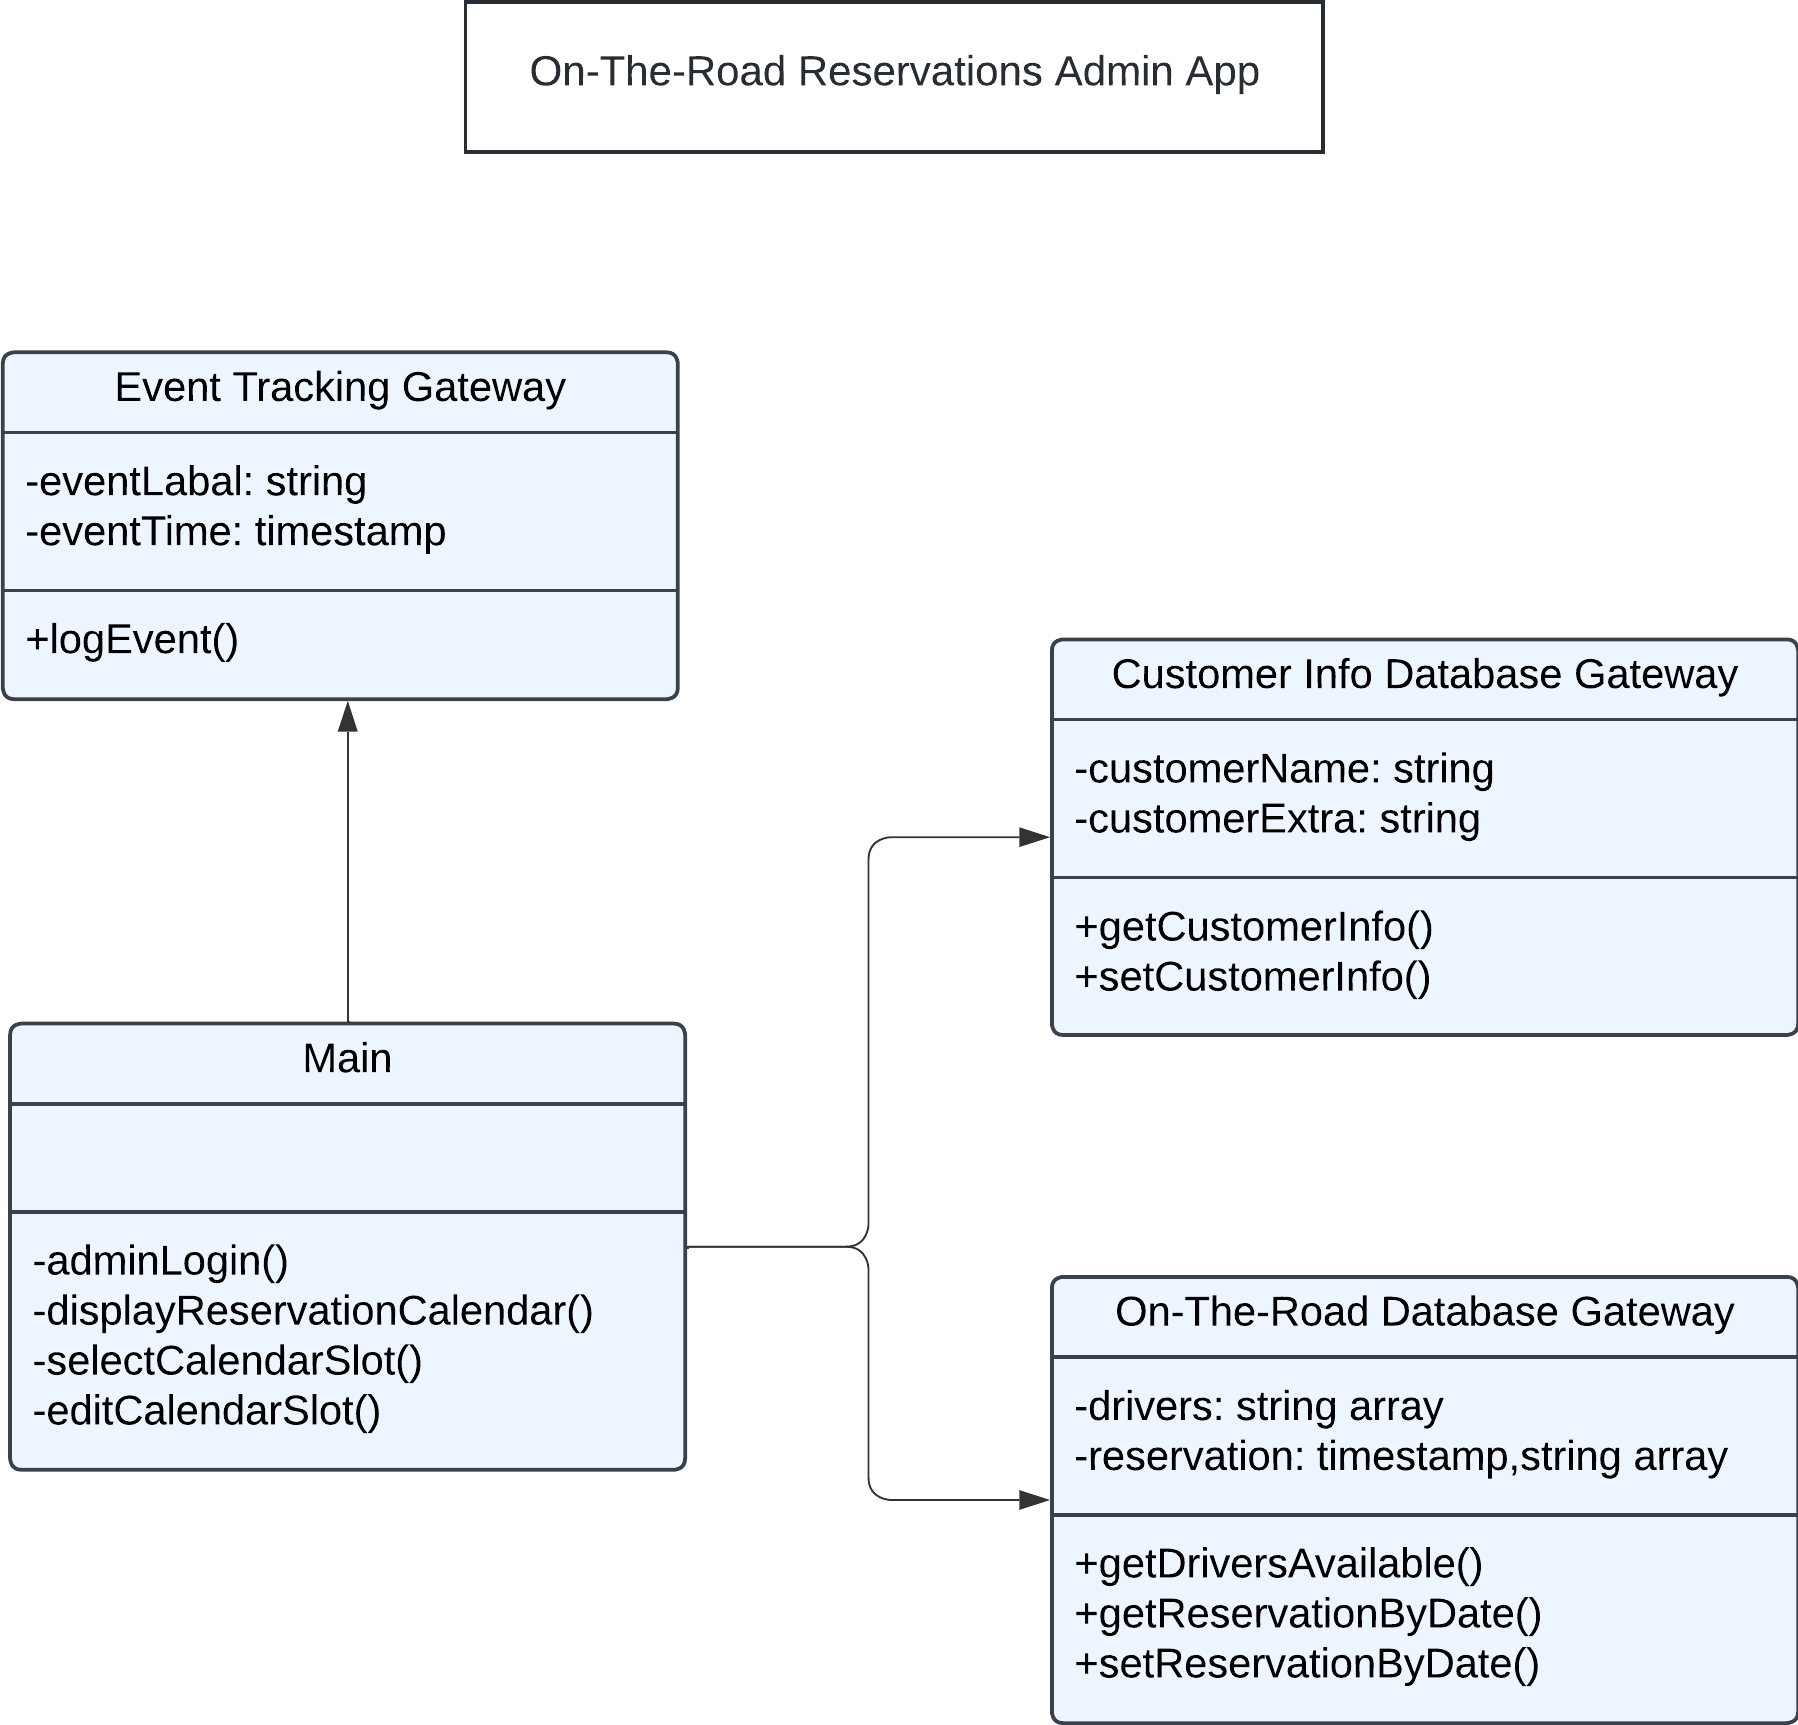 On-The-Road Reservations Admin App
Event Tracking Gateway
-eventLabal: string
-eventTime: timestamp
+logEvent()
Customer Info Database Gateway
-customerName: string
-customerExtra: string
+getCustomerInfo()
+setCustomerInfo()
Main
-adminLogin()
-displayReservationCalendar()
-selectCalendarSlot()
-editCalendarSlot()
On-The-Road Database Gateway
-drivers: string array
-reservation: timestamp,string array
+getDriversAvailable()
+getReservationByDate()
+setReservationByDate()